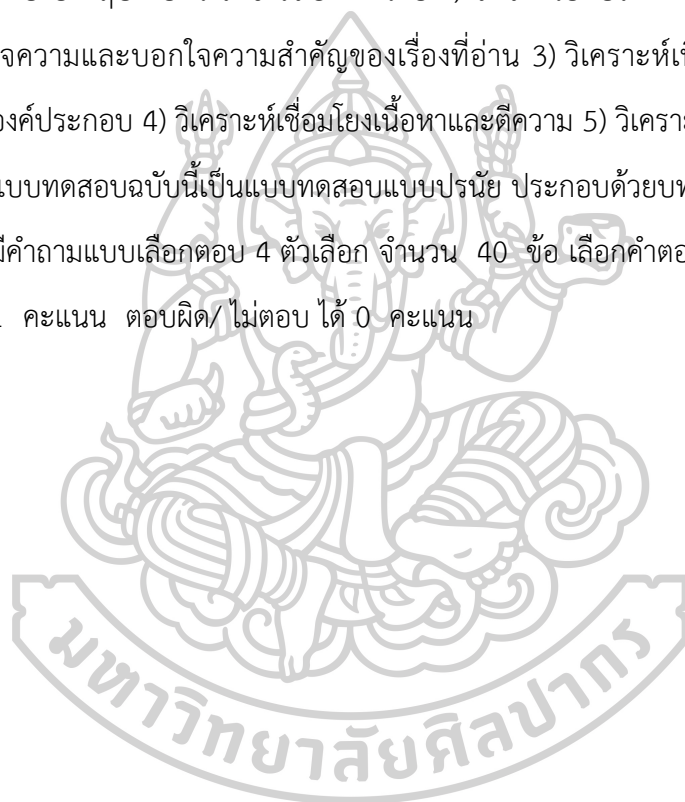 จความและบอกใจความสำคัญของเรื่องที่อ่าน 3) วิเคราะห์เ
งค์ประกอบ 4) วิเคราะห์เชื่อมโยงเนื้อหาและตีความ 5) วิเครา
แบบทดสอบฉบับนี้เป็นแบบทดสอบแบบปรนัย ประกอบด้วยบท
มีคำถามแบบเลือกตอบ 4 ตัวเลือก จำนวน 40 ข้อ เลือกคำตอ
คะแนน ตอบผิด/ ไม่ตอบ ได้ 0 คะแนน
มหาวิทยาลัยศิลปากร